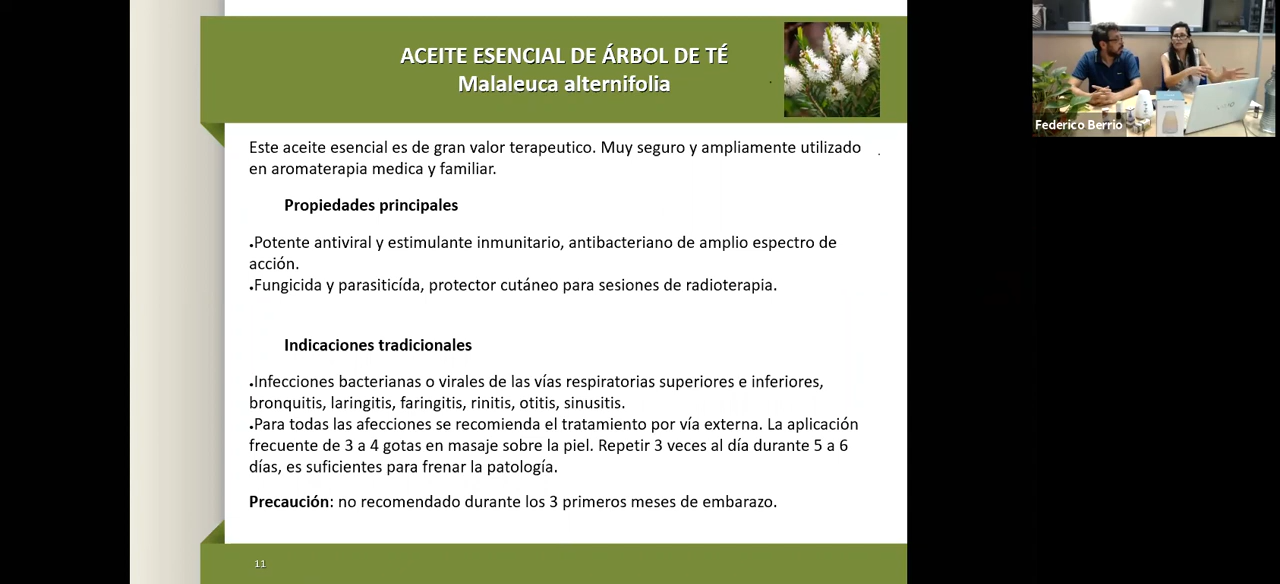 ACEITE ESENCIAL DE ÁRBOL DE TÉ
Malaleuca alternifolia
Federico Berrio
Este aceite esencial es de gran valor terapeutico. Muy seguro y ampliamente utilizado
en aromaterapia medica y familiar.
Propiedades principales
•Potente antiviral y estimulante inmunitario, antibacteriano de amplio espectro de
acción.
•Fungicida y parasiticída, protector cutáneo para sesiones de radioterapia.
Indicaciones tradicionales
•Infecciones bacterianas o virales de las vías respiratorias superiores e inferiores,
bronquitis, laringitis, faringitis, rinitis, otitis, sinusitis.
•Para todas las afecciones se recomienda el tratamiento por vía externa. La aplicación
frecuente de 3 a 4 gotas en masaje sobre la piel. Repetir 3 veces al día durante 5 a 6
días, es suficientes para frenar la patología.
Precaución: no recomendado durante los 3 primeros meses de embarazo.
11